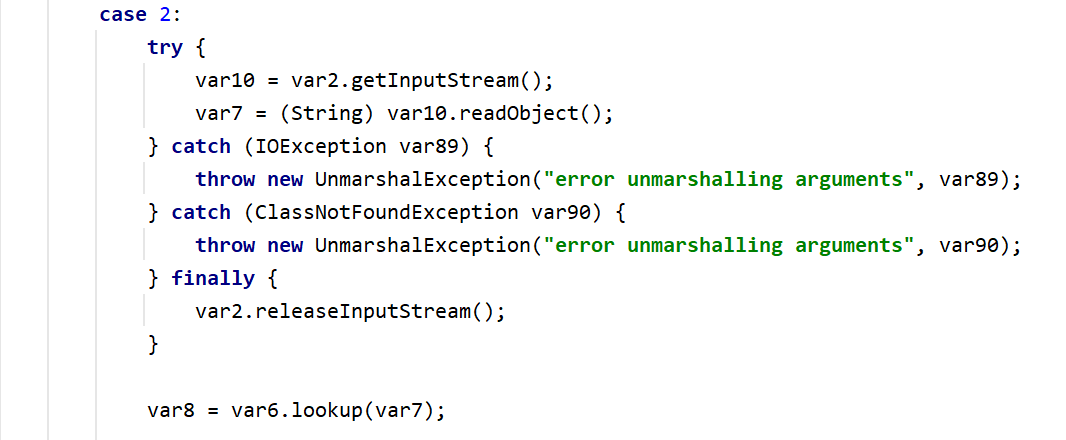 case 2:
try {
var10 = var2.getInputStream();
var7 = (String) var10.readObject();
} catch (IOException var89) {
throw new UnmarshalException("error unmarshalling arguments", var89);
} catch (ClassNotFoundException var90) {
throw new UnmarshalException("error unmarshalling arguments", var90);
} finally {
var2.releaseInputStream();
}
var8 = var6.lookup(var7);